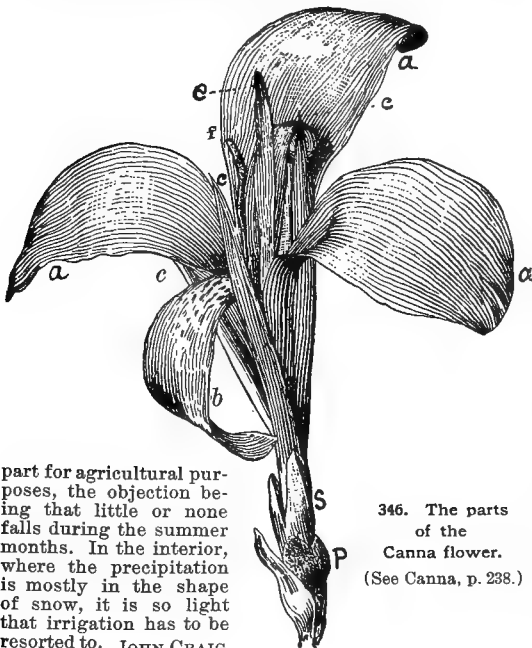 a
e
c
f
c
a
c
a
b
S
P
part for agricultural pur-
poses, the objection be-
ing that little or none
falls during the summer
months. In the interior,
where the precipitation
is mostly in the shape
of snow, it is so light
that irrigation has to be
resorted to. JOHN CRAIG.
346. The parts
of the
Canna flower.
(See Canna, p. 238.)